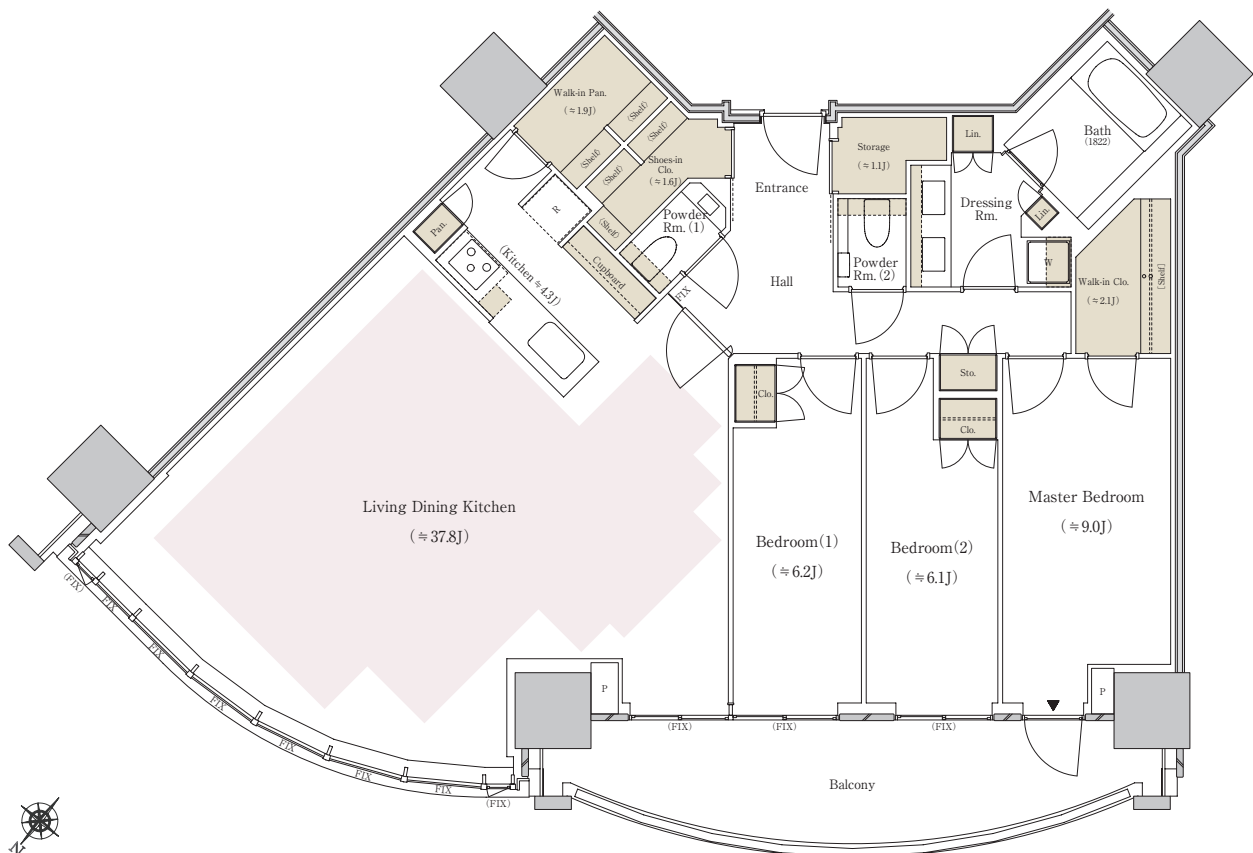 Walk-in Pan.
(≒1.9J)
(Shelf)
(Shelf)
(Shelf)
(Shelf)
Shoes-in
Clo.
(≒1.6J)
(Shelf)
Storage
(≒1.1J)
Lin.
Bath
(1822)
Entrance
Dressing
Rm.
Lin.
R
Pan.
(Kitchen≒4.3J)
Cupboard
Powder
Rm.(1)
FIX
Powder
Rm.(2)
Hall
W
Walk-in Clo.
(≒2.1J)
[Shelf]
Clo.
Sto.
Clo.
Living Dining Kitchen
(≒37.8J)
Bedroom(1)
(≒6.2J)
Bedroom(2)
(≒6.1J)
Master Bedroom
(≒9.0J)
(FIX)
FIX
FIX
FIX
FIX
FIX
FIX
FIX
(FIX)
P
P
(FIX)
(FIX)
(FIX)
Balcony
N